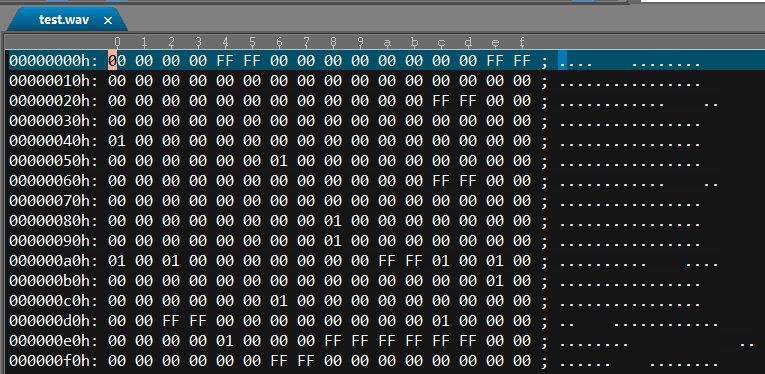 test.wav ×
0 1 2 3 4 5 6 7 8 9 a b c d e f
00000000h: 00 00 00 00 FF FF 00 00 00 00 00 00 00 00 FF FF ; .... ........
00000010h: 00 00 00 00 00 00 00 00 00 00 00 00 00 00 00 00 ; ................
00000020h: 00 00 00 00 00 00 00 00 00 00 00 00 FF FF 00 00 ; ............ ..
00000030h: 00 00 00 00 00 00 00 00 00 00 00 00 00 00 00 00 ; ................
00000040h: 01 00 00 00 00 00 00 00 00 00 00 00 00 00 00 00 ; ................
00000050h: 00 00 00 00 00 00 01 00 00 00 00 00 00 00 00 00 ; ................
00000060h: 00 00 00 00 00 00 00 00 00 00 00 00 FF FF 00 00 ; ............ ..
00000070h: 00 00 00 00 00 00 00 00 00 00 00 00 00 00 00 00 ; ................
00000080h: 00 00 00 00 00 00 00 00 01 00 00 00 00 00 00 00 ; ................
00000090h: 00 00 00 00 00 00 00 00 01 00 00 00 00 00 00 00 ; ................
000000a0h: 01 00 01 00 00 00 00 00 00 00 FF FF 01 00 01 00 ; .......... ....
000000b0h: 00 00 00 00 00 00 00 00 00 00 00 00 00 00 01 00 ; ................
000000c0h: 00 00 00 00 00 00 01 00 00 00 00 00 00 00 00 00 ; ................
000000d0h: 00 00 FF FF 00 00 00 00 00 00 00 00 01 00 00 00 ; .. ............
000000e0h: 00 00 00 00 01 00 00 00 FF FF FF FF FF FF 00 00 ; ........ ..
000000f0h: 00 00 00 00 00 00 FF FF 00 00 00 00 00 00 00 00 ; ...... ........